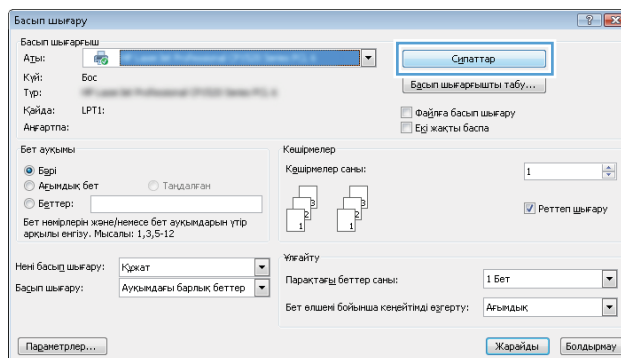 Басып шығару
Басып шығарғыш
Аты:
Сипаттар
Күй: Бос
Басып шығарғышты табу...
Түр:
Қайда: LPT1:
Файлға басып шығару
Аңғартпа:
Екі жақты баспа
Бет ауқымы
Бәрі
Ағымдық бет
Таңдалған
Беттер:
Бет немірлерін және/немесе бет ауқымдарын үтір
арқылы енгізу. Мысалы: 1,3,5-12
Көшірмелер
Көшірмелер саны: 1
Реттеп шығару
Нені басып шығару: Құжат
Басып шығару: Ауқымдағы барлық беттер
Ұлғайту
Парақтағы беттер саны: 1 Бет
Бет өлшемі бойынша кеңейтімді өзгерту: Ағымдық
Параметрлер...
Жарайды
Болдырмау